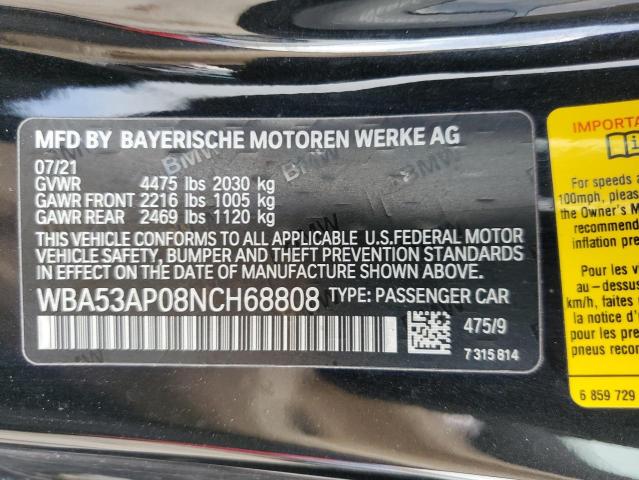 MFD BY BAYERISCHE MOTOREN WERKE AG
07/21
GVWR 4475 lbs 2030 kg
GAWR FRONT 2216 lbs 1005 kg
GAWR REAR 2469 lbs 1120 kg
THIS VEHICLE CONFORMS TO ALL APPLICABLE U.S.FEDERAL MOTOR
VEHICLE SAFETY, BUMPER AND THEFT PREVENTION STANDARDS
IN EFFECT ON THE DATE OF MANUFACTURE SHOWN ABOVE.
WBA53AP08NCH68808 TYPE: PASSENGER CAR
475/9
7 315 814
IMPORTA
For speeds a
100mph, pleas
the Owner's M
recommend
inflation pre
Pour les
au-dessu
km/h, fai
la notice d'
pour les pre
pneus recor
6 859 729